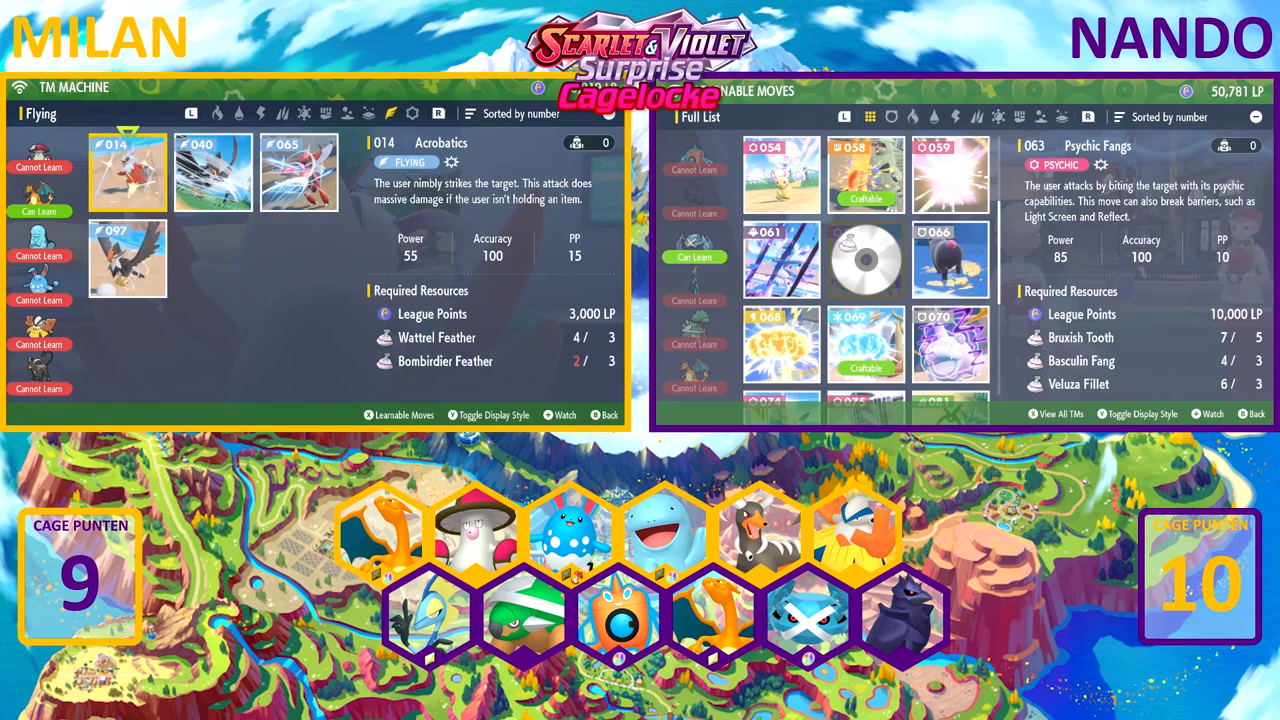 MILAN
SCARLET & VIOLET
Surprise
Cagelocke
NANDO
TM MACHINE
Flying
L
R
Sorted by number
Cannot Learn
Can Learn
Cannot Learn
Cannot Learn
Cannot Learn
Cannot Learn
014
040
065
097
014 Acrobatics
0
FLYING
The user nimbly strikes the target. This attack does
massive damage if the user isn't holding an item.
Power
Accuracy
PP
55
100
15
Required Resources
League Points 3,000 LP
Wattrel Feather 4 / 3
Bombirdier Feather 2 / 3
X Learnable Moves Y Toggle Display Style + Watch B Back
NABLE MOVES
50,781 LP
Full List
L
R
Sorted by number
Cannot Learn
Cannot Learn
Can Learn
Cannot Learn
Cannot Learn
Cannot Learn
054
058
Craftable
059
061
066
068
069
Craftable
070
074
075
081
063 Psychic Fangs
0
PSYCHIC
The user attacks by biting the target with its psychic
capabilities. This move can also break barriers, such as
Light Screen and Reflect.
Power
Accuracy
PP
85
100
10
Required Resources
League Points 10,000 LP
Bruxish Tooth 7 / 5
Basculin Fang 4 / 3
Veluza Fillet 6 / 3
X View All TMs Y Toggle Display Style + Watch B Back
CAGE PUNTEN
9
CAGE PUNTEN
10